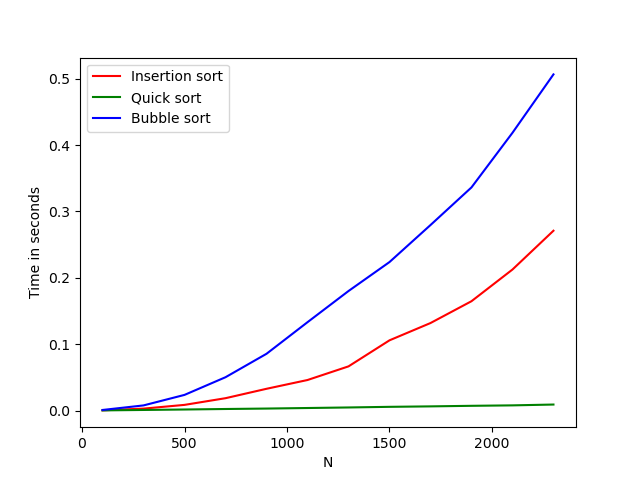 Insertion sort
Quick sort
Bubble sort
0.5
0.4
0.3
0.2
0.1
0.0
Time in seconds
0 500 1000 1500 2000
N